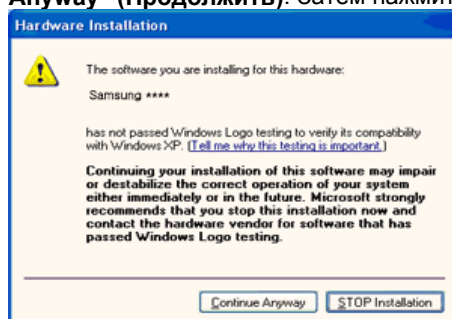 Anyway" (Продолжить). Затем нажмит
Hardware Installation
The software you are installing for this hardware:
Samsung ****
has not passed Windows Logo testing to verify its compatibility
with Windows XP. (Tell me why this testing is important.)
Continuing your installation of this software may impair
or destabilize the correct operation of your system
either immediately or in the future. Microsoft strongly
recommends that you stop this installation now and
contact the hardware vendor for software that has
passed Windows Logo testing.
Continue Anyway
STOP Installation